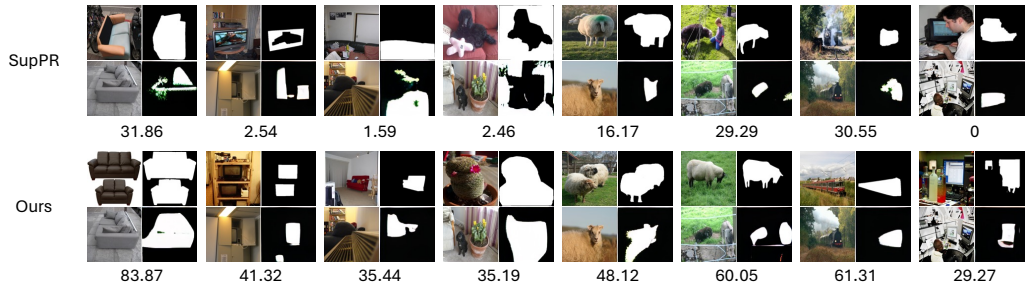 SupPR
31.86 2.54 1.59 2.46 16.17 29.29 30.55 0
Ours
83.87 41.32 35.44 35.19 48.12 60.05 61.31 29.27